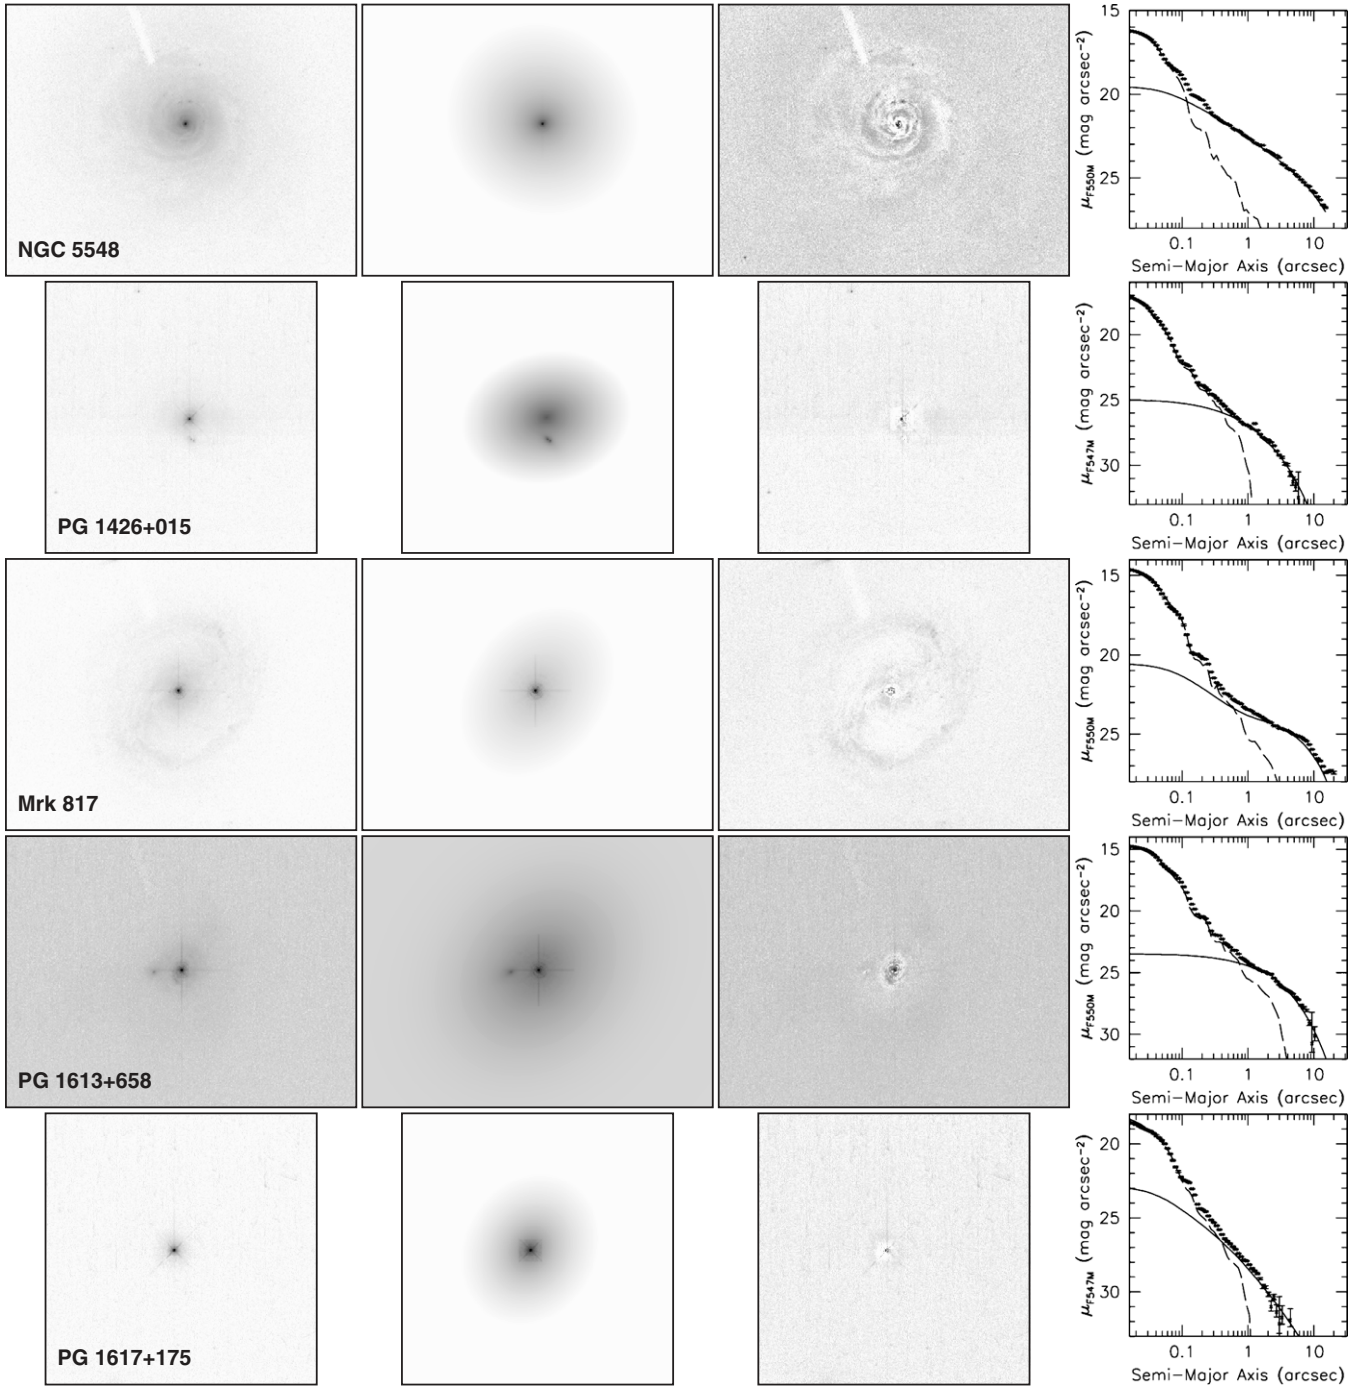 NGC 5548
15
20
25
μF550M (mag arcsec−2)
0.1 1 10
Semi-Major Axis (arcsec)
PG 1426+015
20
25
30
μF547M (mag arcsec−2)
0.1 1 10
Semi-Major Axis (arcsec)
Mrk 817
15
20
25
μF550M (mag arcsec−2)
0.1 1 10
Semi-Major Axis (arcsec)
PG 1613+658
15
20
25
30
μF550M (mag arcsec−2)
0.1 1 10
Semi-Major Axis (arcsec)
PG 1617+175
20
25
30
μF547M (mag arcsec−2)
0.1 1 10
Semi-Major Axis (arcsec)